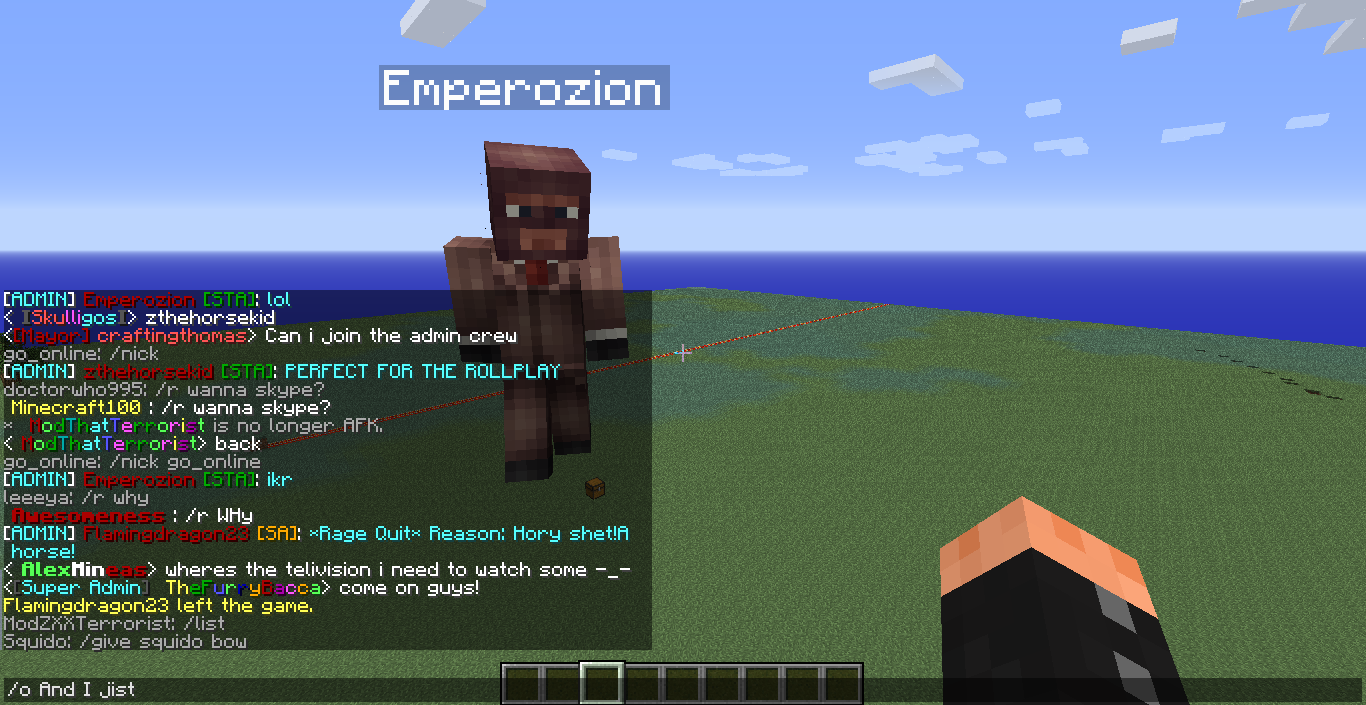 Emperozion
[ADMIN] Emperozion [STA]: lol
< ISkulligosI> zthehorsekid
<[Mayor] craftingthomas> Can i join the admin crew
go_online: /nick
[ADMIN] zthehorsekid [STA]: PERFECT FOR THE ROLLPLAY
doctorwho995: /r wanna skype?
Minecraft100 : /r wanna skype?
* ModThatTerrorist is no longer AFK.
< ModThatTerrorist> back
go_online: /nick go_online
[ADMIN] Emperozion [STA]: ikr
leeeya: /r why
Awesomeness : /r WHy
[ADMIN] Flamingdragon23 [SA]: *Rage Quit* Reason: Hory shet!A
horse!
< AlexMineas> wheres the telivision i need to watch some -_-
<[Super Admin] TheFurryBacca> come on guys!
Flamingdragon23 left the game.
ModZXXTerrorist: /list
Squido: /give squido bow
/o And I jist